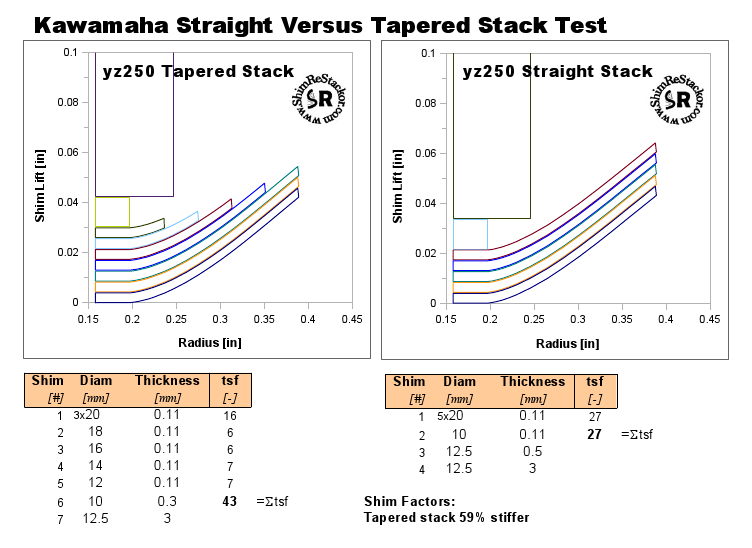 Kawamaha Straight Versus Tapered Stack Test
yz250 Tapered Stack
ShimReStackor.com
SR
www
Shim Lift [in]
0.1
0.08
0.06
0.04
0.02
0
0.15 0.2 0.25 0.3 0.35 0.4 0.45
Radius [in]
yz250 Straight Stack
ShimReStackor.com
SR
www
Shim Lift [in]
0.1
0.08
0.06
0.04
0.02
0
0.15 0.2 0.25 0.3 0.35 0.4 0.45
Radius [in]
Shim Diam Thickness tsf
[#] [mm] [mm] [-]
1 3x20 0.11 16
2 18 0.11 6
3 16 0.11 6
4 14 0.11 7
5 12 0.11 7
6 10 0.3 43 =Σtsf
7 12.5 3
Shim Diam Thickness tsf
[#] [mm] [mm] [-]
1 5x20 0.11 27
2 10 0.11 27 =Σtsf
3 12.5 0.5
4 12.5 3
Shim Factors:
Tapered stack 59% stiffer